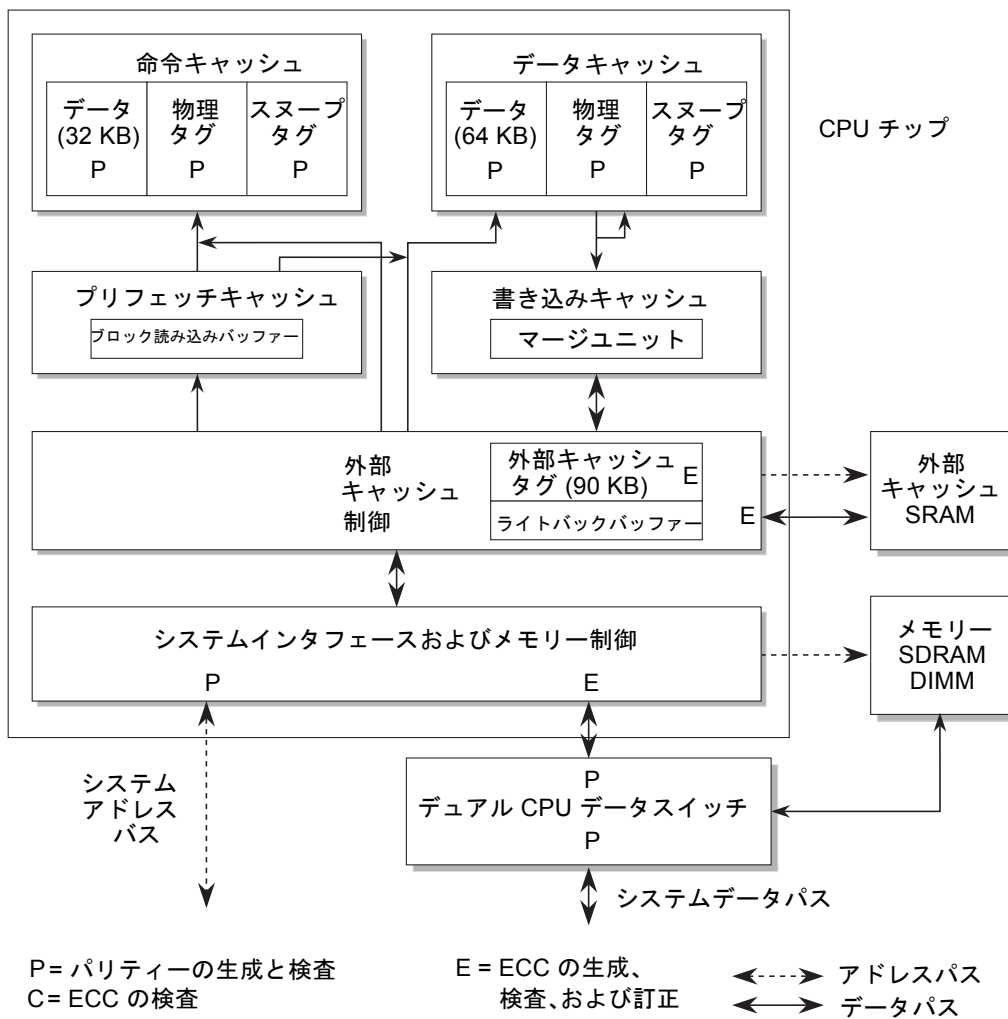 命令キャッシュ
データ
(32 KB)
P
物理
タグ
P
スヌープ
タグ
P
データキャッシュ
データ
(64 KB)
P
物理
タグ
P
スヌープ
タグ
P
CPU チップ
プリフェッチキャッシュ
ブロック読み込みバッファー
書き込みキャッシュ
マージユニット
外部
キャッシュ
制御
外部キャッシュ
タグ (90 KB)
E
ライトバックバッファー
E
外部
キャッシュ
SRAM
システムインタフェースおよびメモリー制御
P
E
メモリー
SDRAM
DIMM
システム
アドレス
バス
P
デュアル CPU データスイッチ
P
システムデータパス
P = パリティーの生成と検査
C = ECC の検査
E = ECC の生成、
検査、および訂正
アドレスパス
データパス